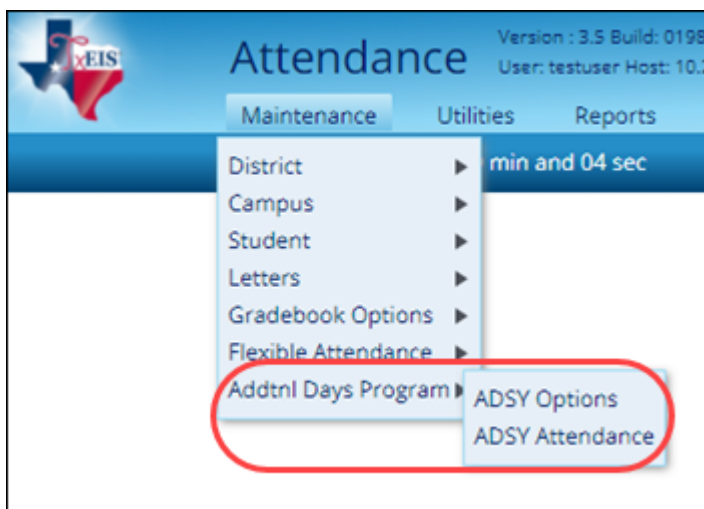 TxEIS
Attendance
Version : 3.5 Build: 0198
User: testuser Host: 10.
Maintenance Utilities Reports
min and 04 sec
District
Campus
Student
Letters
Gradebook Options
Flexible Attendance
Addtnl Days Program
ADSY Options
ADSY Attendance